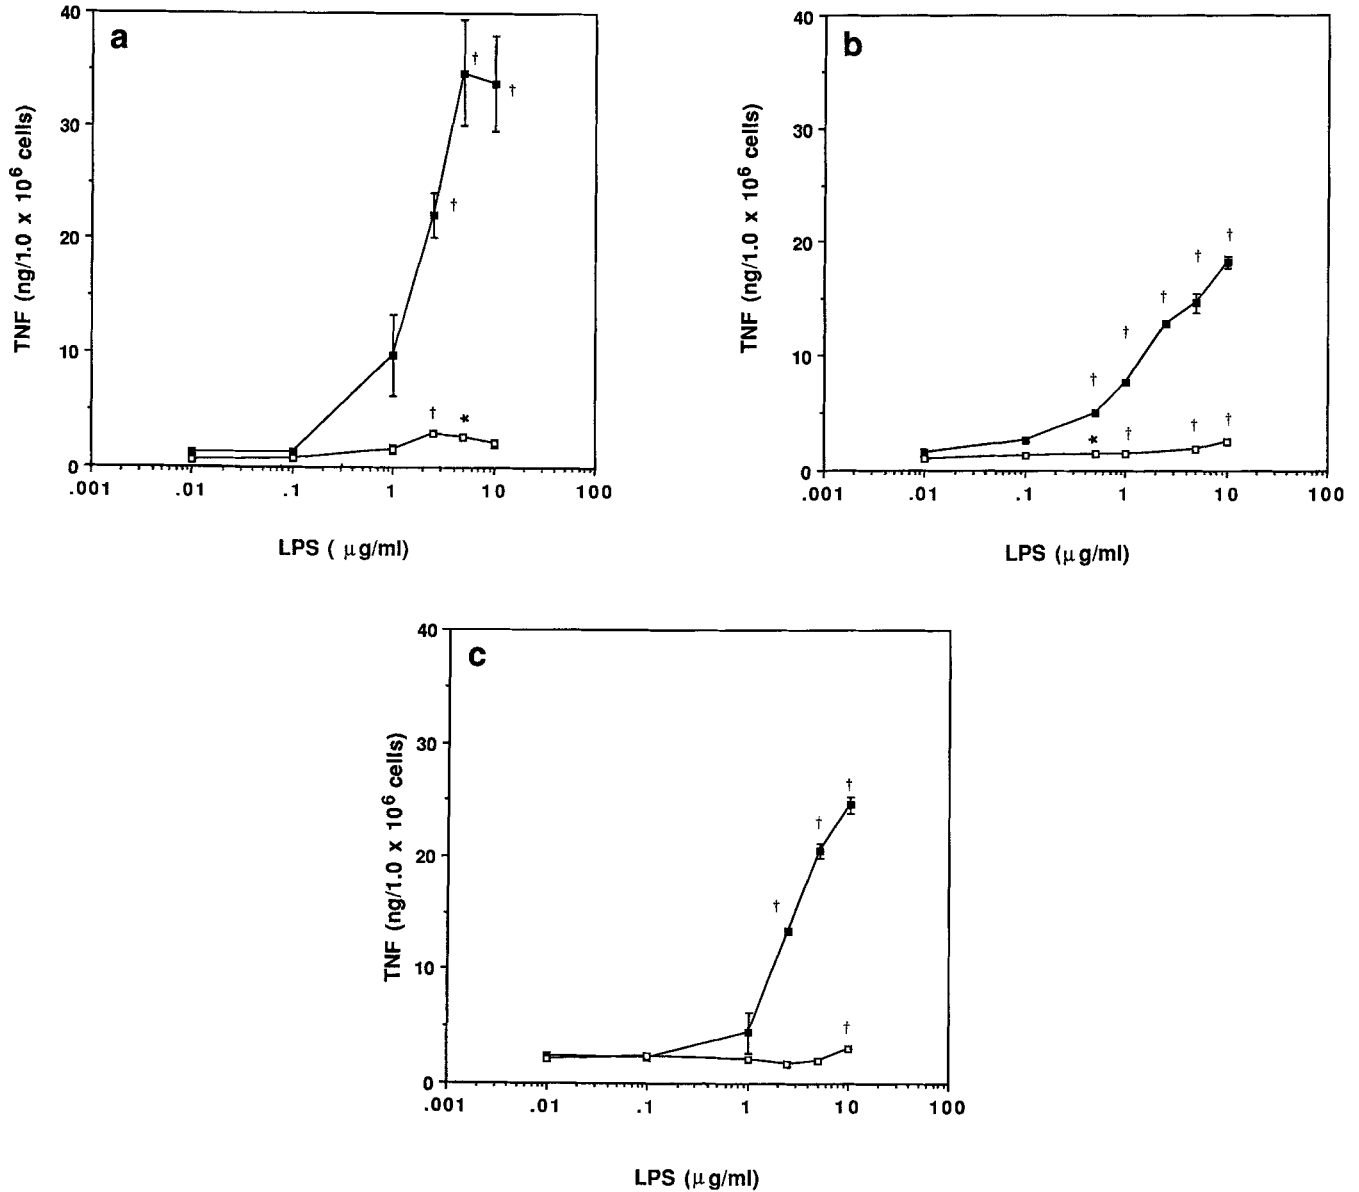 a
40
30
20
10
0
TNF (ng/1.0 x 10⁶ cells)
†
†
†
†
*
.001 .01 .1 1 10 100
LPS ( μg/ml)
b
40
30
20
10
0
TNF (ng/1.0 x 10⁶ cells)
†
†
†
†
†
* † † †
.001 .01 .1 1 10 100
LPS (μg/ml)
c
40
30
20
10
0
TNF (ng/1.0 x 10⁶ cells)
†
†
†
†
.001 .01 .1 1 10 100
LPS (μg/ml)